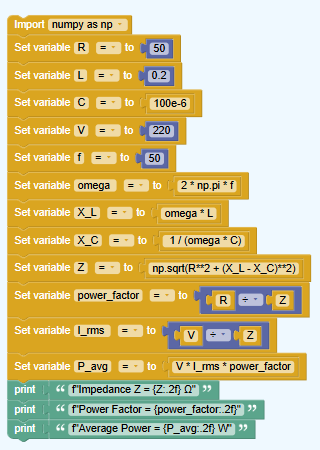 Import numpy as np
Set variable R = to 50
Set variable L = to 0.2
Set variable C = to 100e-6
Set variable V = to 220
Set variable f = to 50
Set variable omega = to 2 * np.pi * f
Set variable X_L = to omega * L
Set variable X_C = to 1 / (omega * C)
Set variable Z = to np.sqrt(R**2 + (X_L - X_C)**2)
Set variable power_factor = to R ÷ Z
Set variable I_rms = to V ÷ Z
Set variable P_avg = to V * I_rms * power_factor
print “ f"Impedance Z = {Z:.2f} Ω" ”
print “ f"Power Factor = {power_factor:.2f}" ”
print “ f"Average Power = {P_avg:.2f} W" ”